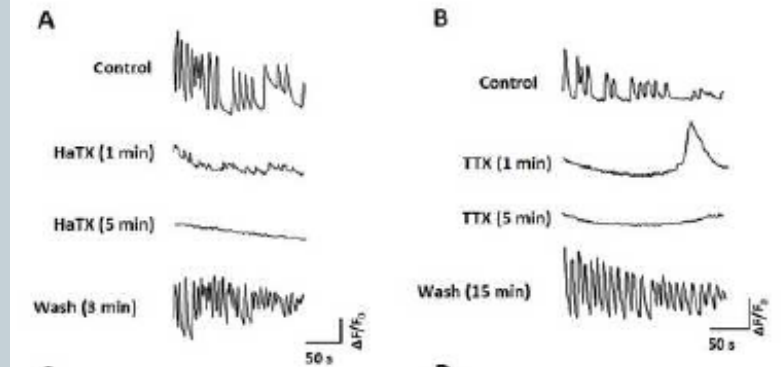 A
Control
HaTX (1 min)
HaTX (5 min)
Wash (3 min)
50 s
ΔF/F₀
B
Control
TTX (1 min)
TTX (5 min)
Wash (15 min)
50 s
ΔF/F₀